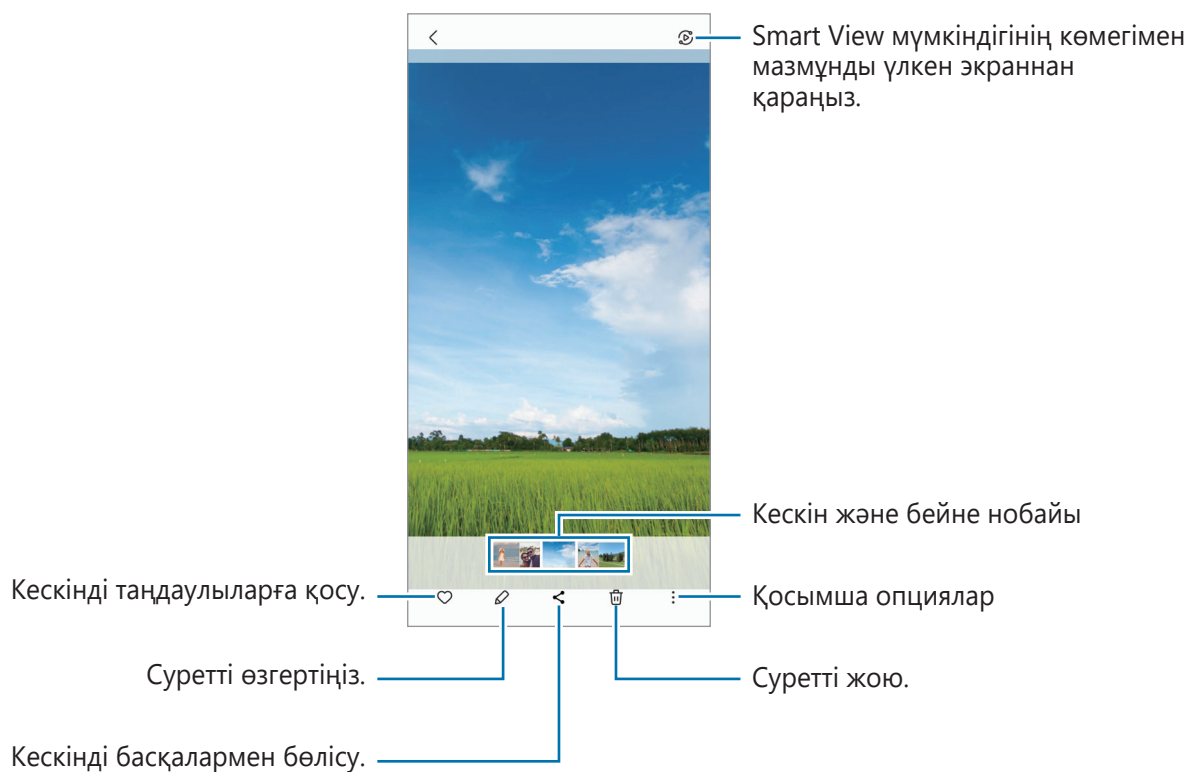 Smart View мүмкіндігінің көмегімен
мазмұнды үлкен экраннан
қараңыз.
Кескін және бейне нобайы
Кескінді таңдаулыларға қосу.
Қосымша опциялар
Суретті өзгертіңіз.
Суретті жою.
Кескінді басқалармен бөлісу.